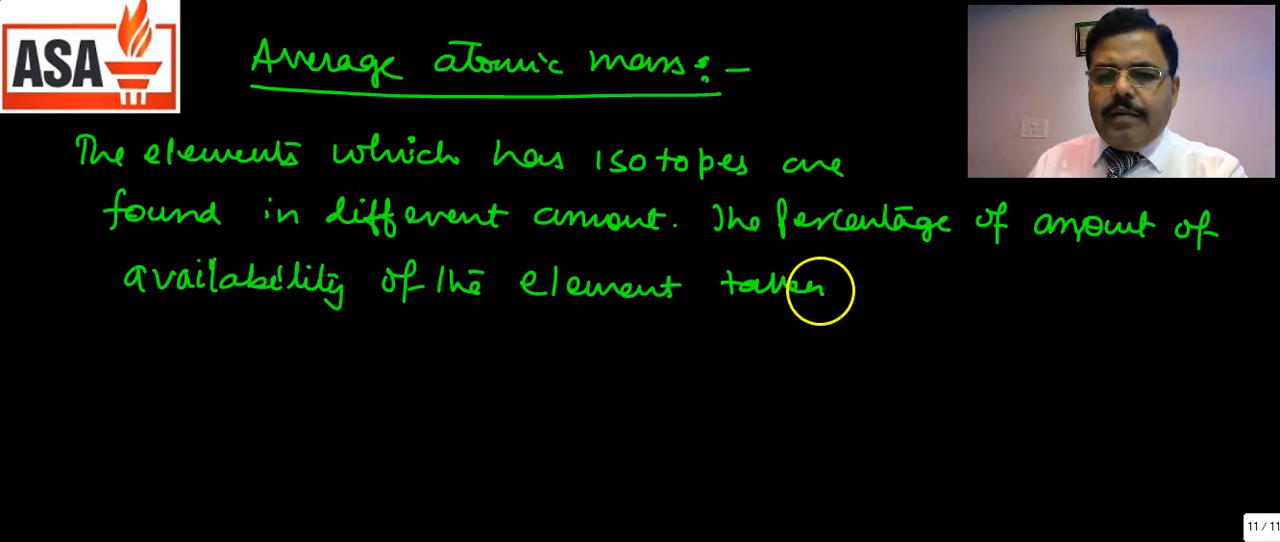 ASA
Average atomic mass:-
The elements which has isotopes are
found in different amount. The Percentage of amount of
availability of the element taken
11/11